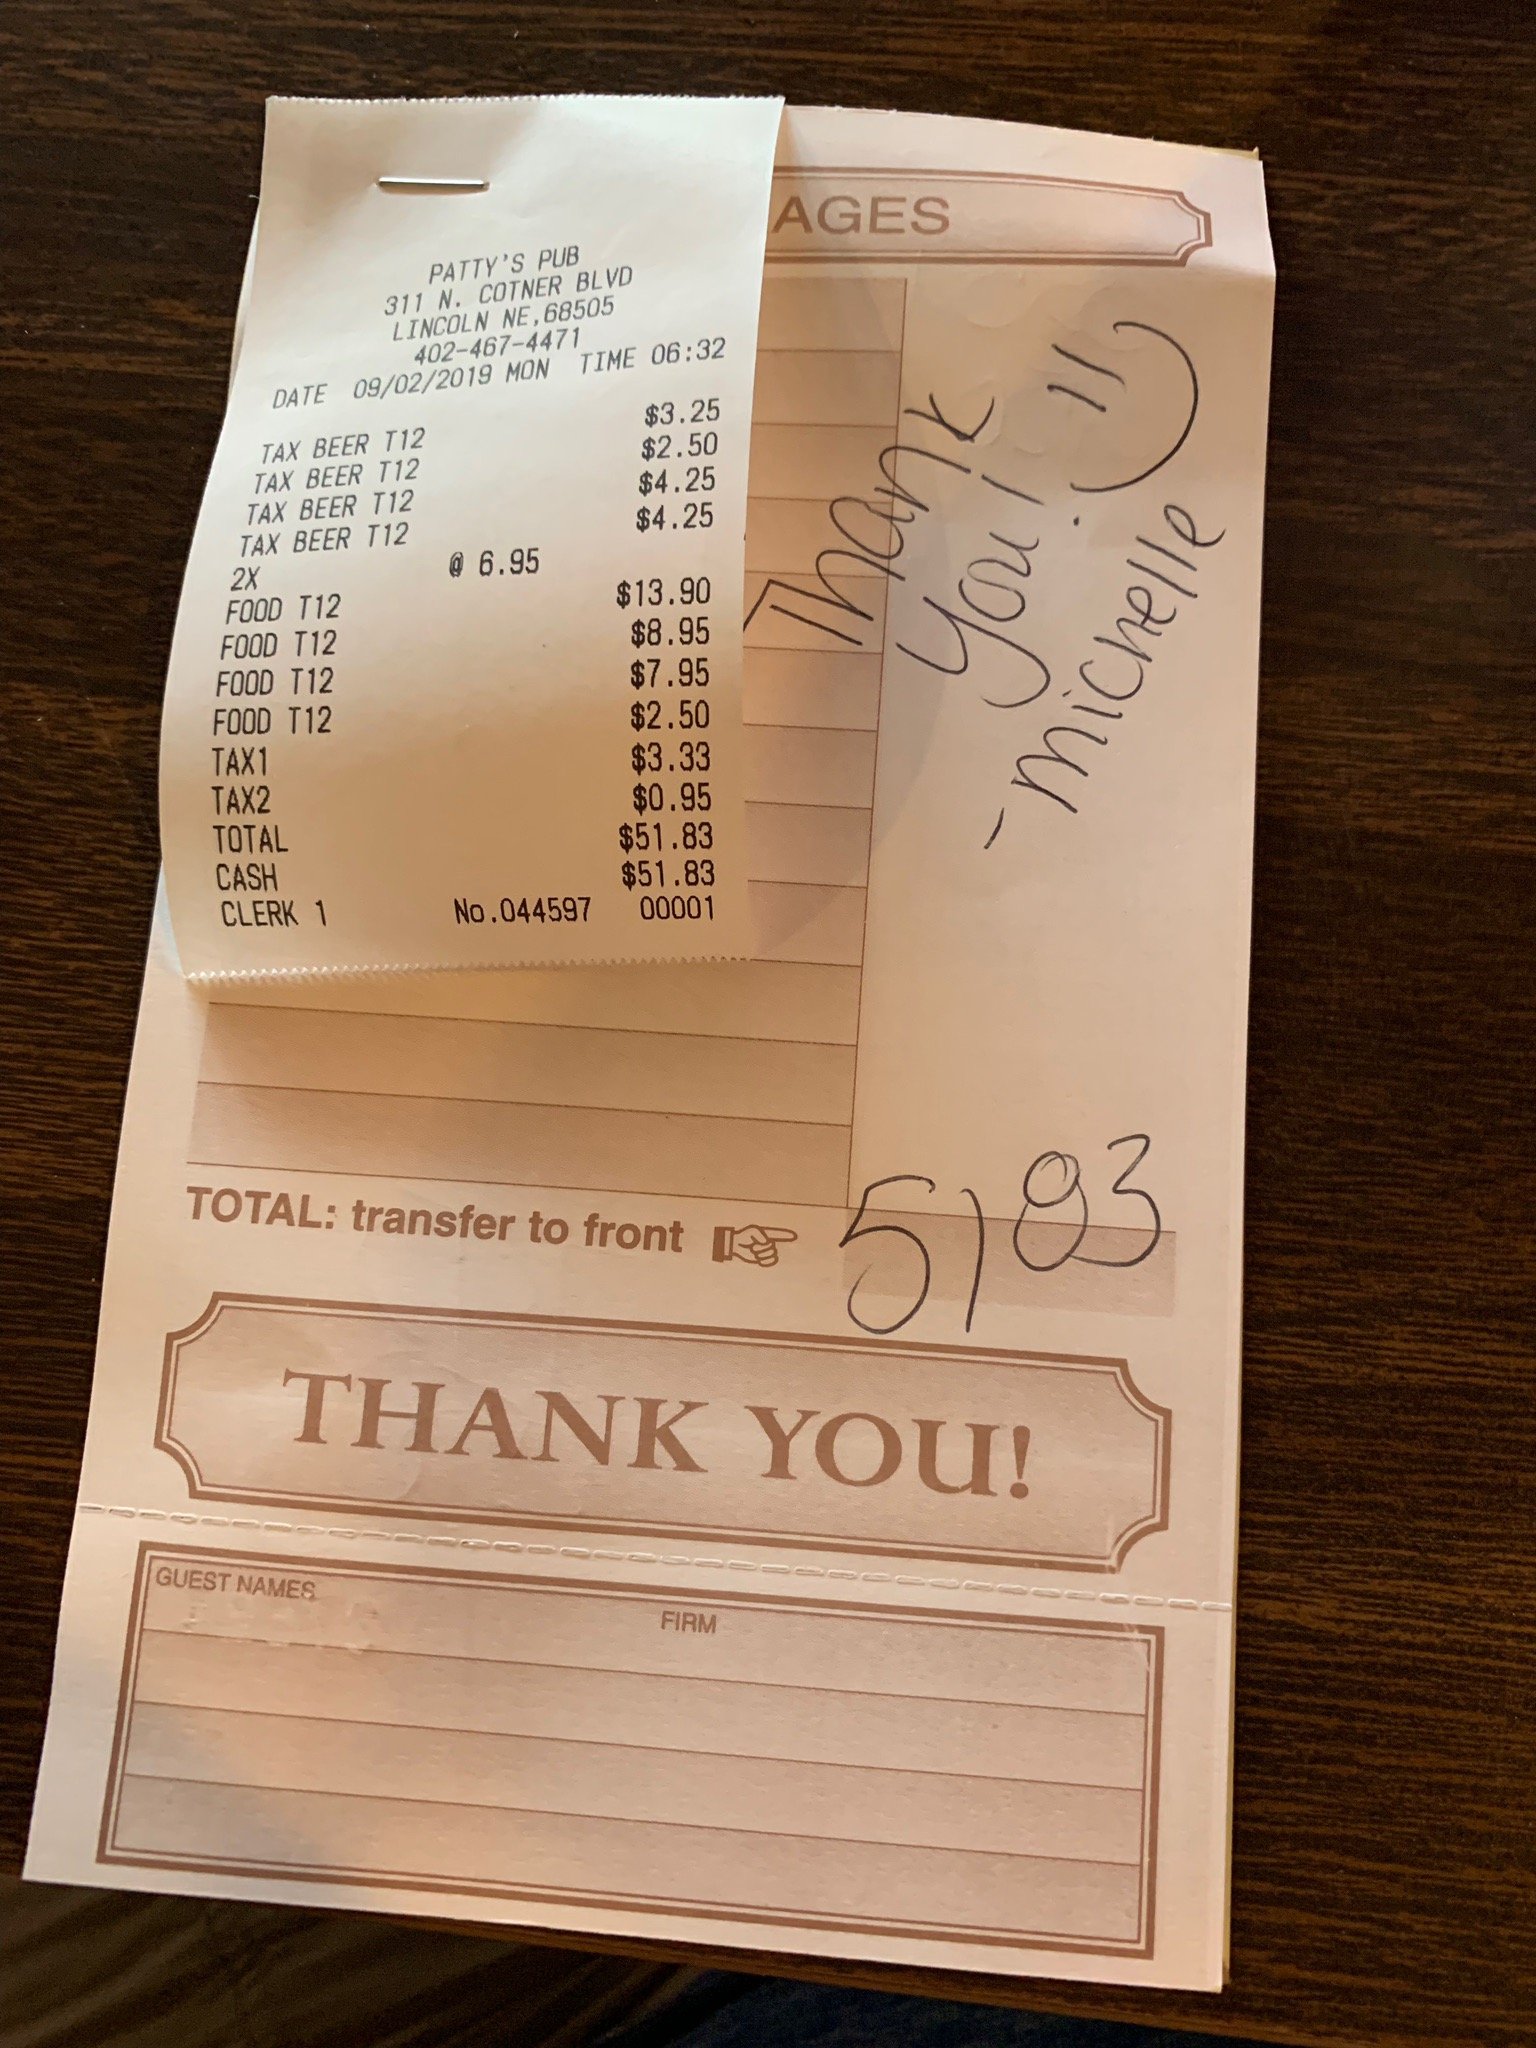 PATTY'S PUB
311 N. COTNER BLVD
LINCOLN NE,68505
402-467-4471
DATE 09/02/2019 MON TIME 06:32
TAX BEER T12 $3.25
TAX BEER T12 $2.50
TAX BEER T12 $4.25
TAX BEER T12 $4.25
2X @ 6.95
FOOD T12 $13.90
FOOD T12 $8.95
FOOD T12 $7.95
FOOD T12 $2.50
TAX1 $3.33
TAX2 $0.95
TOTAL $51.83
CASH $51.83
CLERK 1 No.044597 00001
AGES
Thank
you!
-michelle
TOTAL: transfer to front 5183
THANK YOU!
GUEST NAMES FIRM